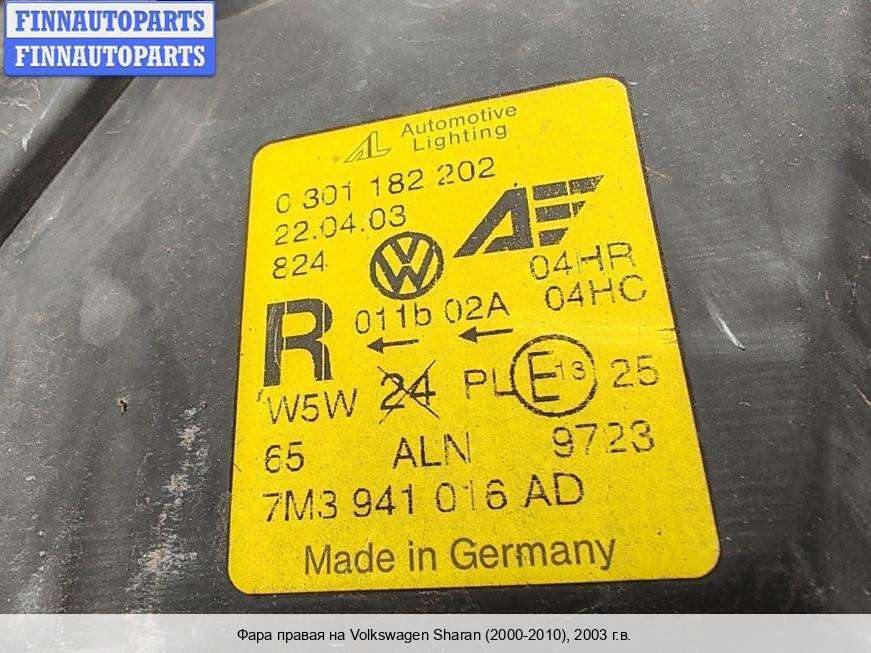 FINNAUTOPARTS
FINNAUTOPARTS
AL Automotive
Lighting
0 301 182 202
22.04.03
824
04HR
R 011b 02A 04HC
W5W 24 PL E 13 25
65 ALN 9723
7M3 941 016 AD
Made in Germany
Фара правая на Volkswagen Sharan (2000-2010), 2003 г.в.